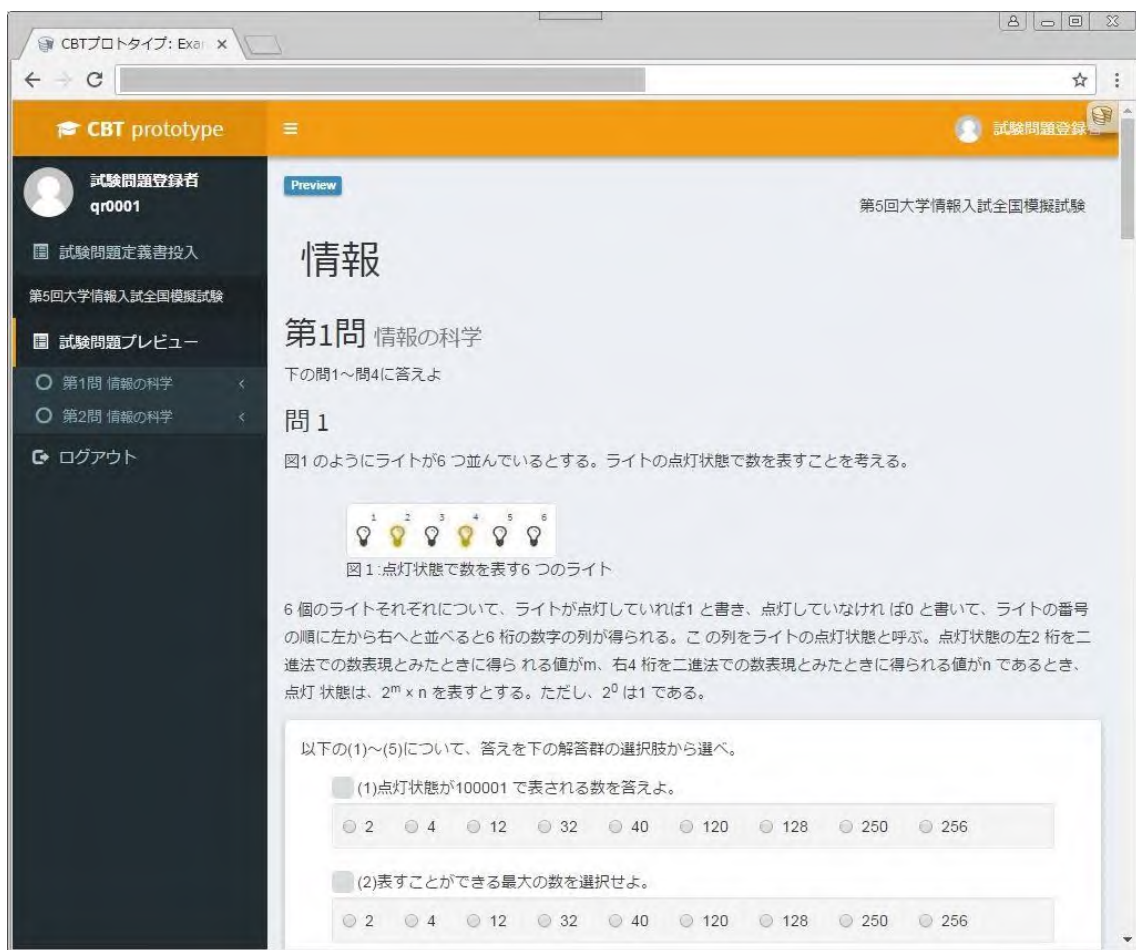 CBTプロトタイプ: Exa
CBT prototype
試験問題登録
試験問題登録者
qr0001
試験問題定義書投入
第5回大学情報入試全国模擬試験
試験問題プレビュー
第1問 情報の科学
第2問 情報の科学
ログアウト
Preview
第5回大学情報入試全国模擬試験
情報
第1問 情報の科学
下の問1～問4に答えよ
問 1
図1 のようにライトが6 つ並んでいるとする。ライトの点灯状態で数を表すことを考える。
1 2 3 4 5 6
図 1 :点灯状態で数を表す6 つのライト
6 個のライトそれぞれについて、ライトが点灯していれば1 と書き、点灯していなけれ ば0 と書いて、ライトの番号
の順に左から右へと並べると6 桁の数字の列が得られる。こ の列をライトの点灯状態と呼ぶ。点灯状態の左2 桁を二
進法での数表現とみたときに得ら れる値がm、右4 桁を二進法での数表現とみたときに得られる値がn であるとき、
点灯 状態は、2^m × n を表すとする。ただし、2^0 は1 である。
以下の(1)～(5)について、答えを下の解答群の選択肢から選べ。
(1)点灯状態が100001 で表される数を答えよ。
2 4 12 32 40 120 128 250 256
(2)表すことができる最大の数を選択せよ。
2 4 12 32 40 120 128 250 256